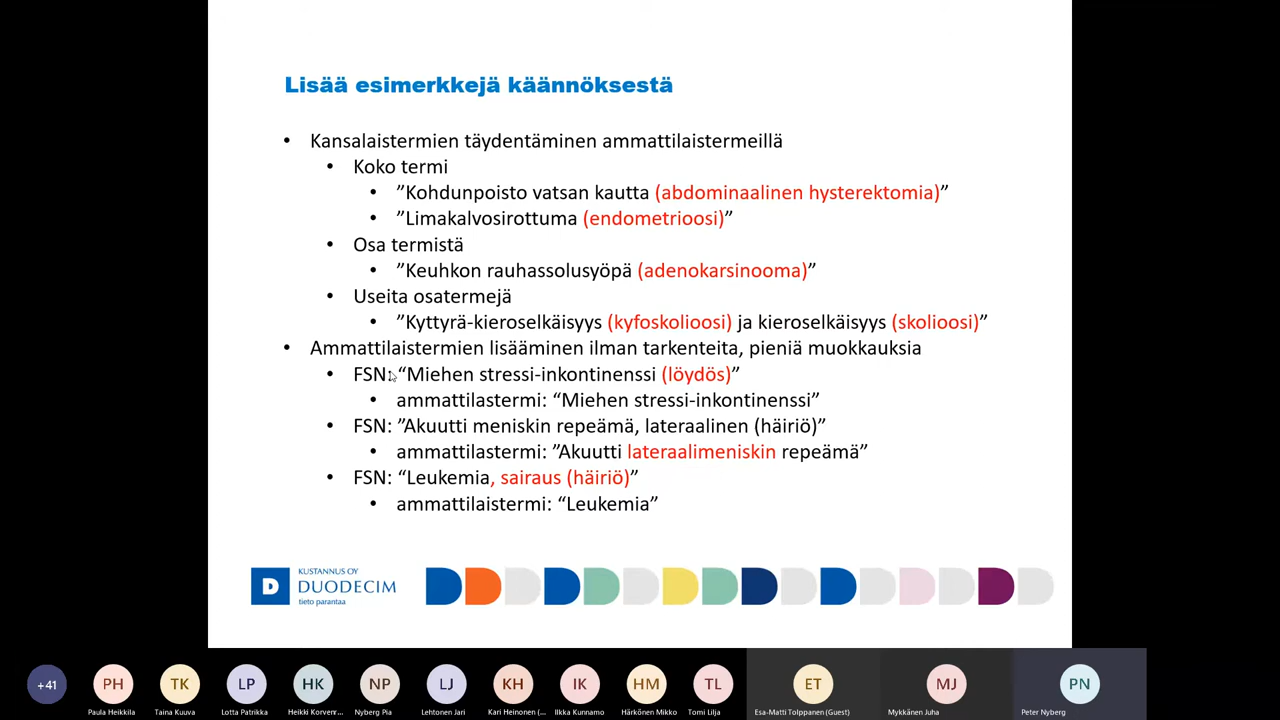 Lisää esimerkkejä käännöksestä
• Kansalaistermien täydentäminen ammattilaistermeillä
• Koko termi
• ”Kohdunpoisto vatsan kautta (abdominaalinen hysterektomia)”
• ”Limakalvosirottuma (endometrioosi)”
• Osa termistä
• ”Keuhkon rauhassolusyöpä (adenokarsinooma)”
• Useita osatermejä
• ”Kyttyrä-kieroselkäisyys (kyfoskolioosi) ja kieroselkäisyys (skolioosi)”
• Ammattilaistermien lisääminen ilman tarkenteita, pieniä muokkauksia
• FSN: “Miehen stressi-inkontinenssi (löydös)”
• ammattilastermi: “Miehen stressi-inkontinenssi”
• FSN: ”Akuutti meniskin repeämä, lateraalinen (häiriö)”
• ammattilastermi: ”Akuutti lateraalimeniskin repeämä”
• FSN: “Leukemia, sairaus (häiriö)”
• ammattilaistermi: “Leukemia”
D KUSTANNUS OY
DUODECIM
tieto parantaa
+41 PH TK LP HK NP LJ KH IK HM TL ET MJ PN
Paula Heikkila Taina Kuuva Lotta Patrikka Heikki Korvenr... Nyberg Pia Lehtonen Jari Kari Heinonen (... Ilkka Kunnamo Härkönen Mikko Tomi Lilja Esa-Matti Tolppanen (Guest) Mykkänen Juha Peter Nyberg